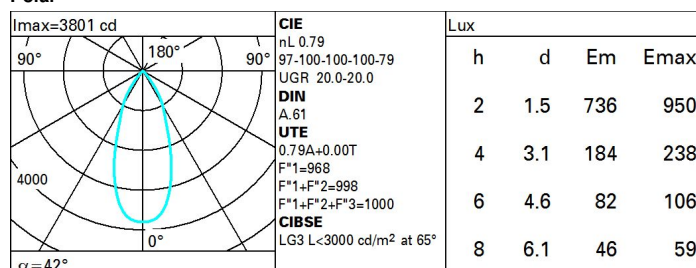 Imax=3801 cd
90° 180° 90°
4000
0°
α=42°
CIE
nL 0.79
97-100-100-100-79
UGR 20.0-20.0
DIN
A.61
UTE
0.79A+0.00T
F"1=968
F"1+F"2=998
F"1+F"2+F"3=1000
CIBSE
LG3 L<3000 cd/m² at 65°
Lux
h d Em Emax
2 1.5 736 950
4 3.1 184 238
6 4.6 82 106
8 6.1 46 59